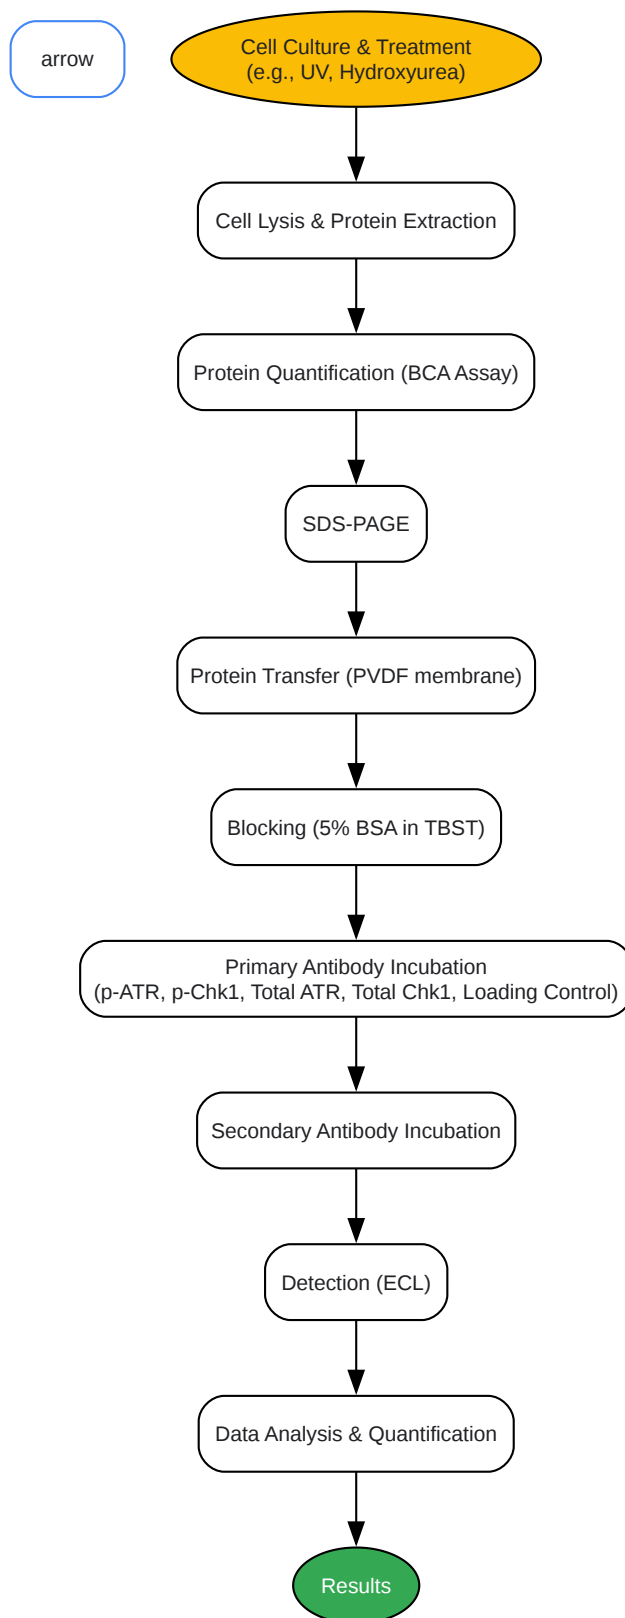 arrow
Cell Culture & Treatment
(e.g., UV, Hydroxyurea)
Cell Lysis & Protein Extraction
Protein Quantification (BCA Assay)
SDS-PAGE
Protein Transfer (PVDF membrane)
Blocking (5% BSA in TBST)
Primary Antibody Incubation
(p-ATR, p-Chk1, Total ATR, Total Chk1, Loading Control)
Secondary Antibody Incubation
Detection (ECL)
Data Analysis & Quantification
Results